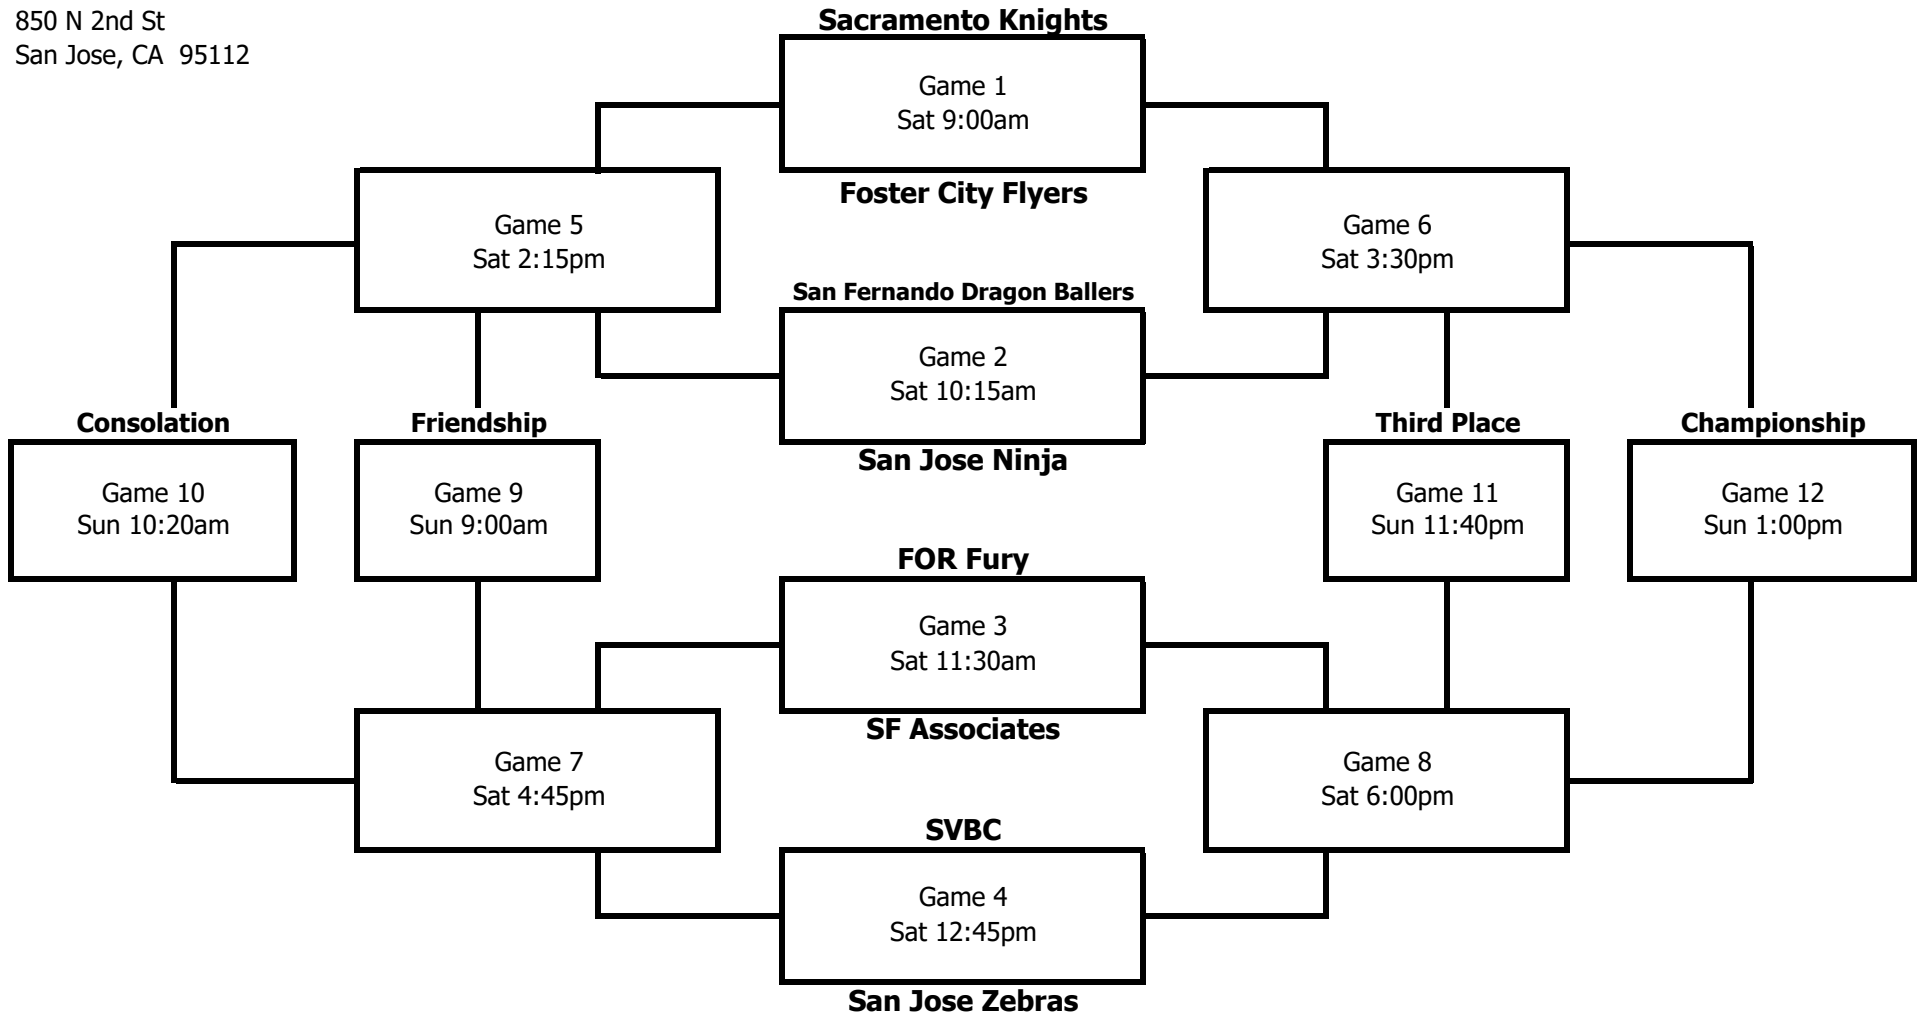 850 N 2nd St
San Jose, CA  95112
Sacramento Knights
Game 1
Sat 9:00am
Foster City Flyers
Game 5
Sat 2:15pm
Game 6
Sat 3:30pm
San Fernando Dragon Ballers
Game 2
Sat 10:15am
San Jose Ninja
Consolation
Game 10
Sun 10:20am
Friendship
Game 9
Sun 9:00am
Third Place
Game 11
Sun 11:40pm
Championship
Game 12
Sun 1:00pm
FOR Fury
Game 3
Sat 11:30am
SF Associates
Game 7
Sat 4:45pm
Game 8
Sat 6:00pm
SVBC
Game 4
Sat 12:45pm
San Jose Zebras